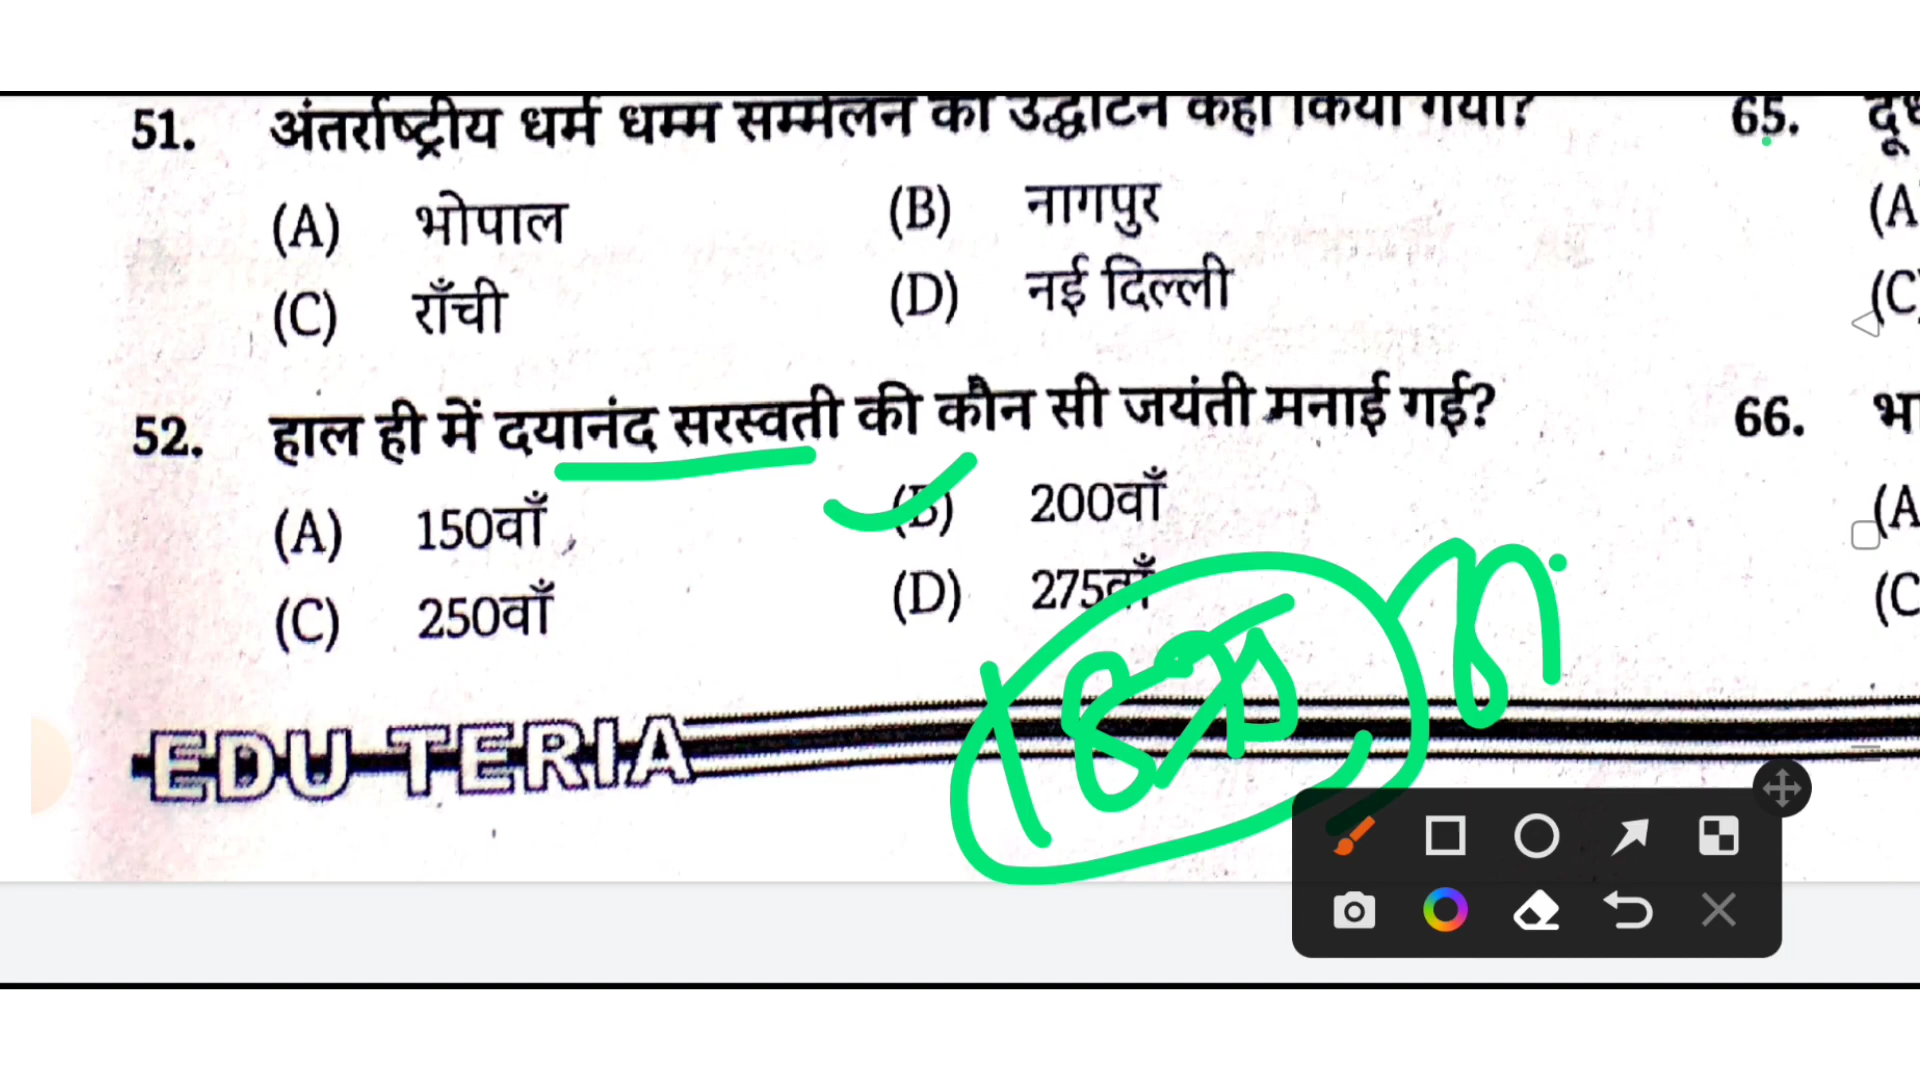 51. अंतर्राष्ट्रीय धर्म धम्म सम्मेलन का उद्घाटन कहाँ किया गया? 65.
(A) भोपाल (B) नागपुर (A
(C) राँची (D) नई दिल्ली (C
52. हाल ही में दयानंद सरस्वती की कौन सी जयंती मनाई गई? 66. भा
(A) 150वाँ (B) 200वाँ (A
(C) 250वाँ (D) 275वाँ (C
EDU TERIA